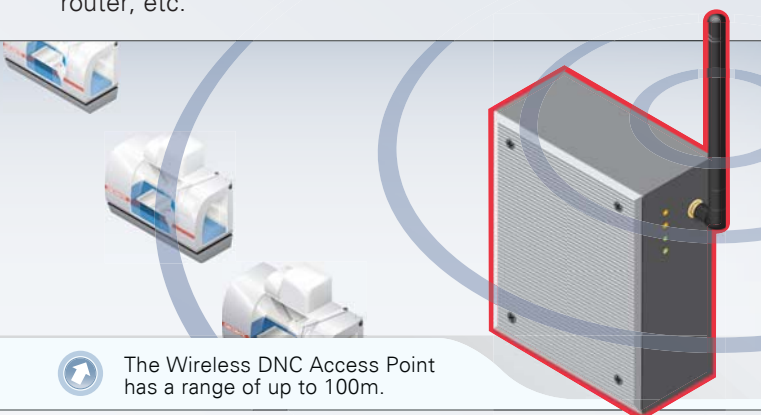 router, etc.
The Wireless DNC Access Point
has a range of up to 100m.